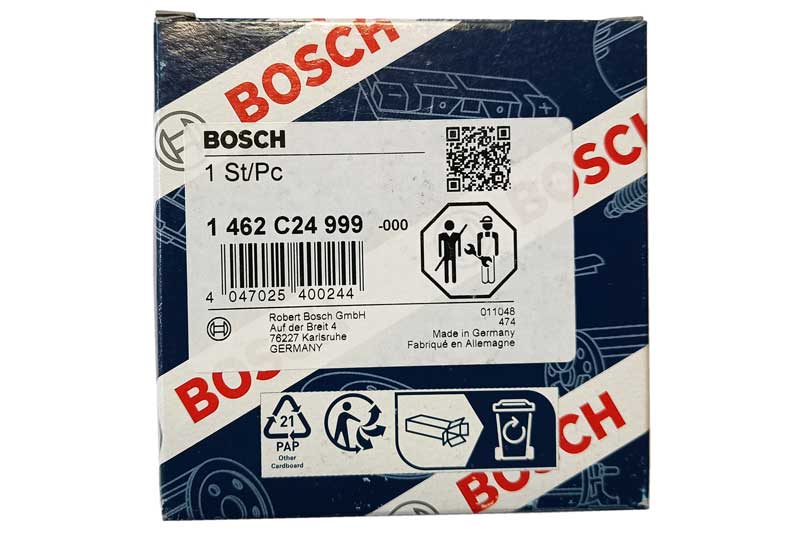 BOSCH
BOSCH
BOSCH
1 St/Pc
1 462 C24 999 -000
4 047025 400244
Robert Bosch GmbH
Auf der Breit 4
76227 Karlsruhe
GERMANY
011048
474
Made in Germany
Fabriqué en Allemagne
BOSCH
BOSCH
21
PAP
Other
Cardboard